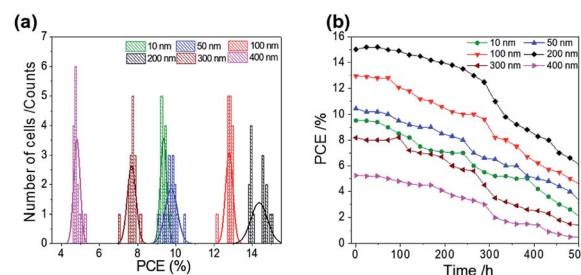 (a)
10 nm 50 nm 100 nm
200 nm 300 nm 400 nm
Number of cells /Counts
7
6
5
4
3
2
1
0
4 6 8 10 12 14
PCE (%)
(b)
10 nm 50 nm
100 nm 200 nm
300 nm 400 nm
PCE /%
16
14
12
10
8
6
4
2
0
0 100 200 300 400 500
Time /h